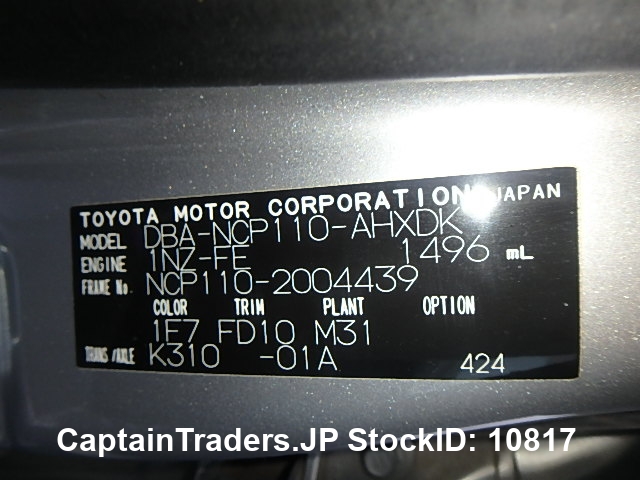 TOYOTA MOTOR CORPORATION JAPAN
MODEL DBA-NCP110-AHXDK
ENGINE 1NZ-FE 1496 mL
FRAME No. NCP110-2004439
COLOR TRIM PLANT OPTION
1F7 FD10 M31
TRANS/AXLE K310 -01A 424
CaptainTraders.JP StockID: 10817